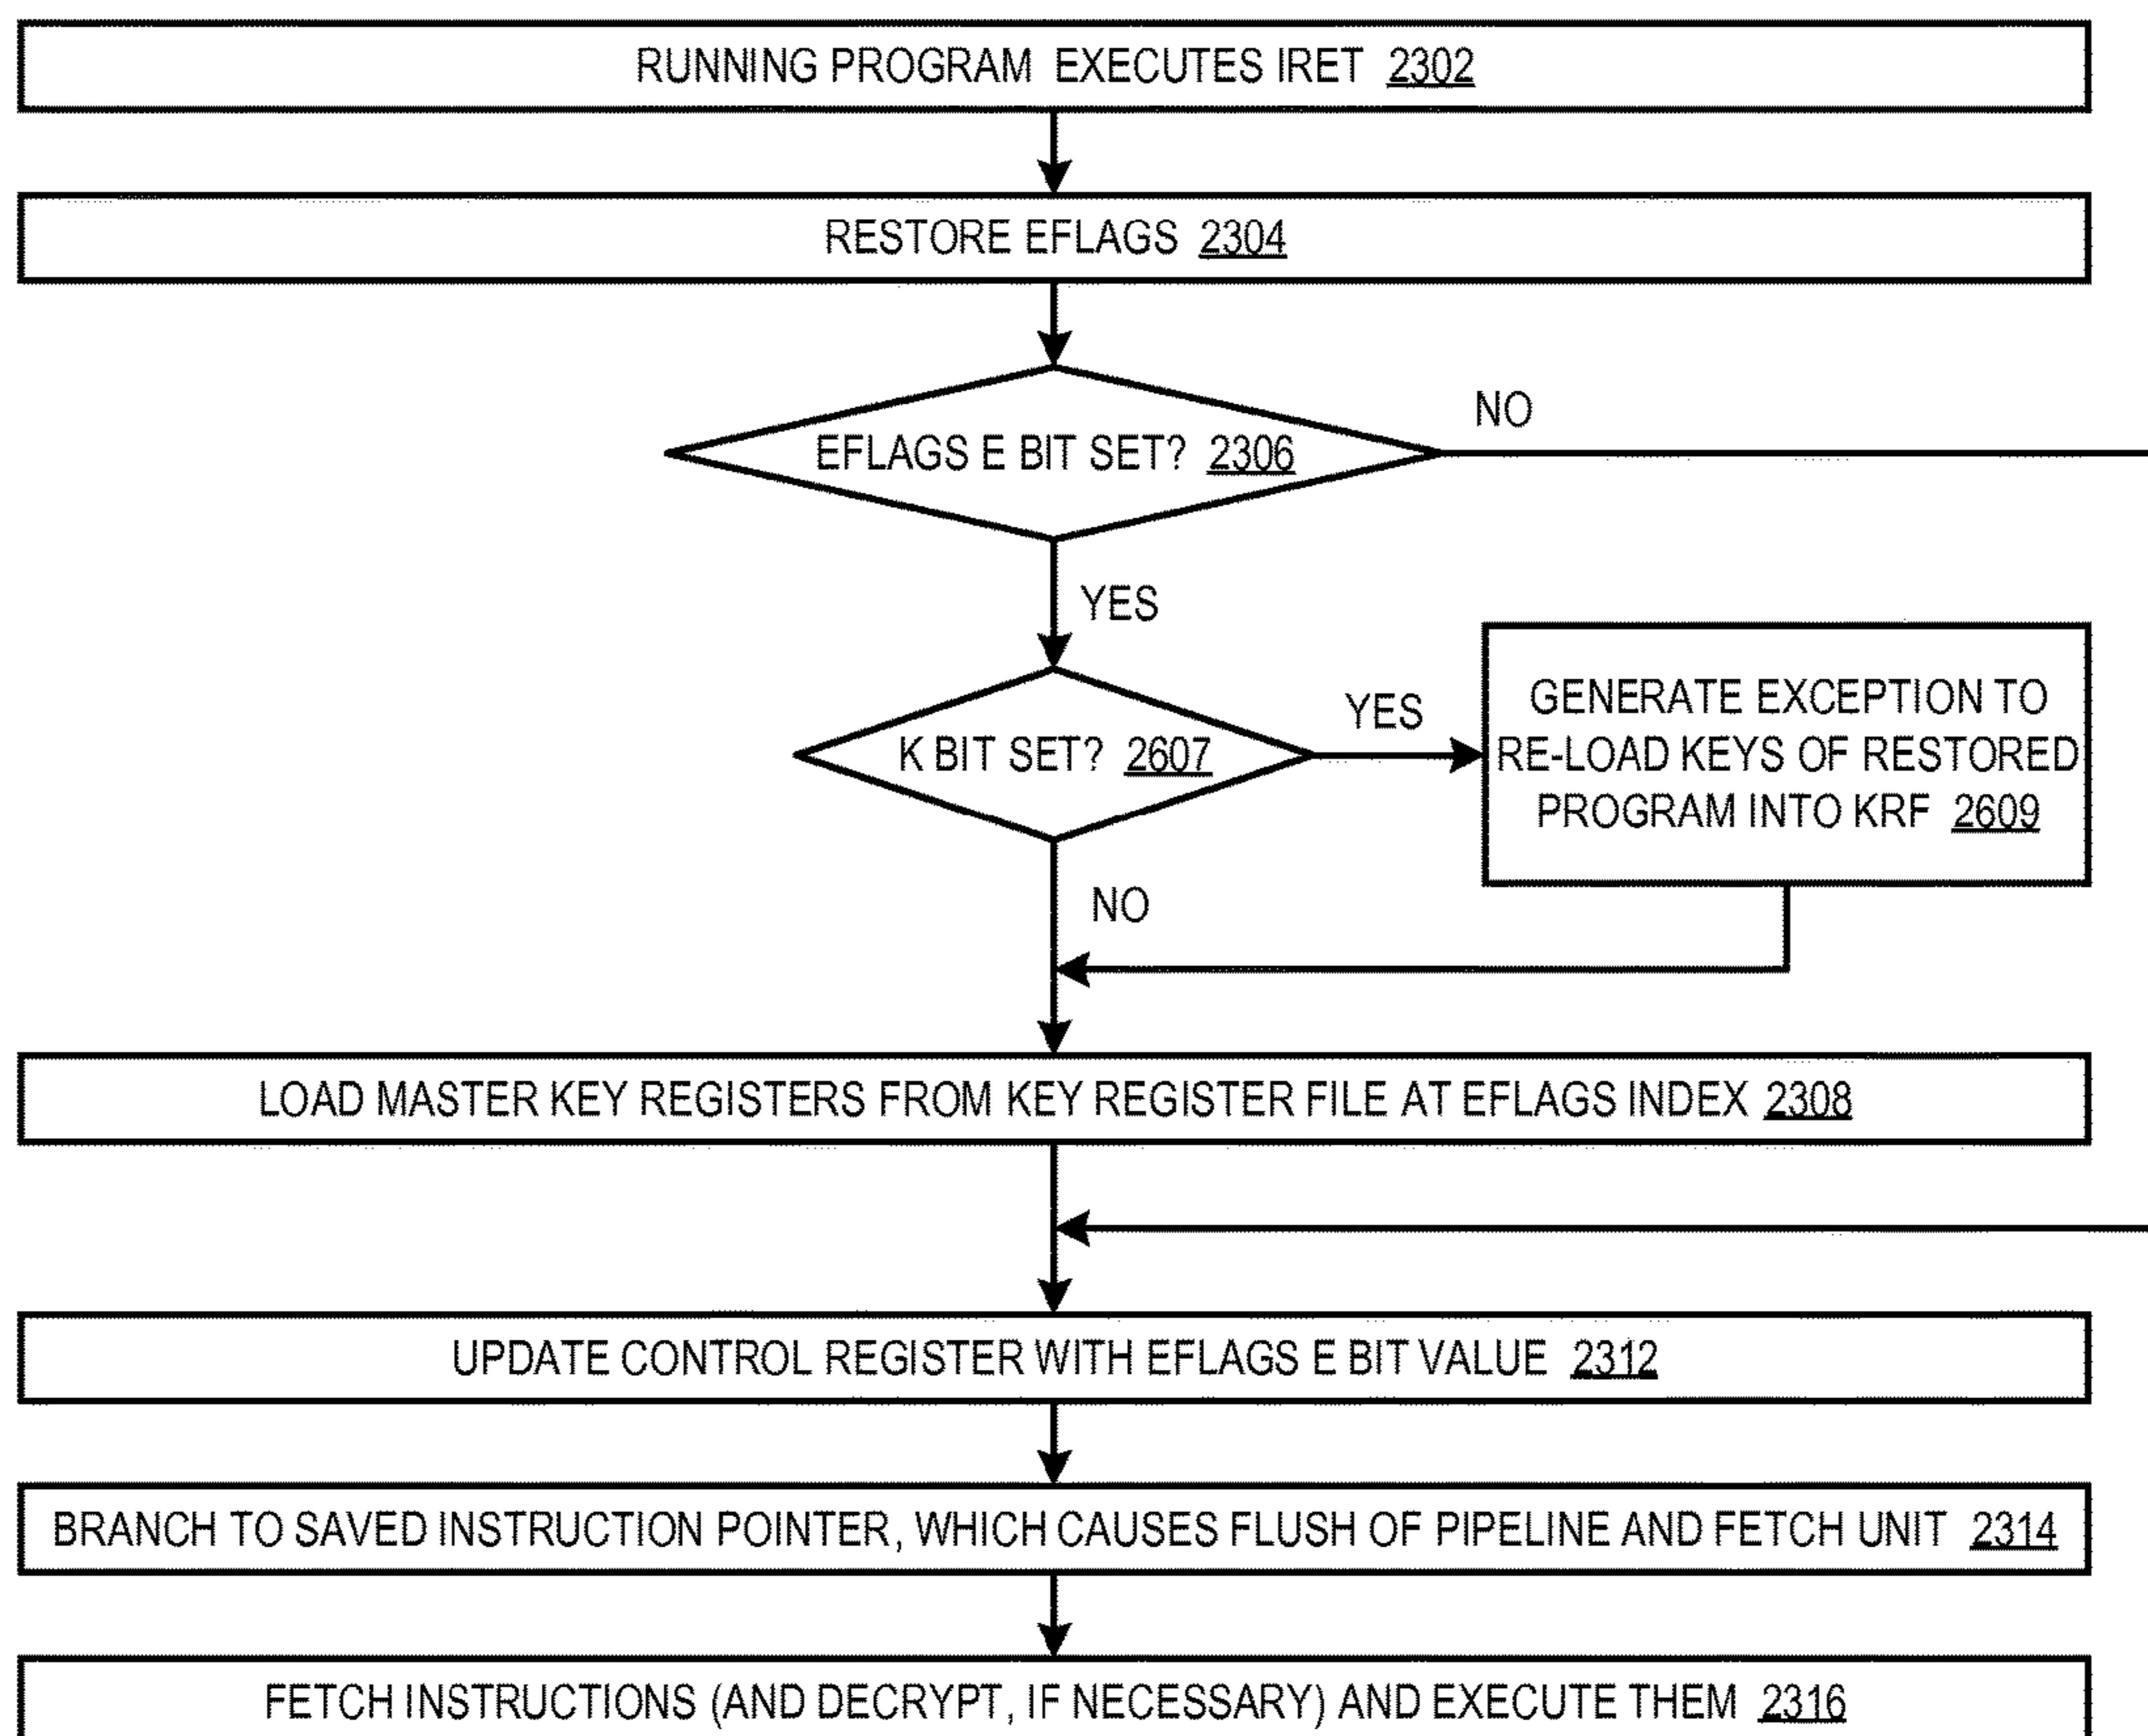 RUNNING PROGRAM EXECUTES IRET 2302
RESTORE EFLAGS 2304
NO
EFLAGS E BIT SET? 2306
YES
YES
K BIT SET? 2607
GENERATE EXCEPTION TO
RE-LOAD KEYS OF RESTORED
PROGRAM INTO KRF 2609
NO
LOAD MASTER KEY REGISTERS FROM KEY REGISTER FILE AT EFLAGS INDEX 2308
UPDATE CONTROL REGISTER WITH EFLAGS E BIT VALUE 2312
BRANCH TO SAVED INSTRUCTION POINTER, WHICH CAUSES FLUSH OF PIPELINE AND FETCH UNIT 2314
FETCH INSTRUCTIONS (AND DECRYPT, IF NECESSARY) AND EXECUTE THEM 2316